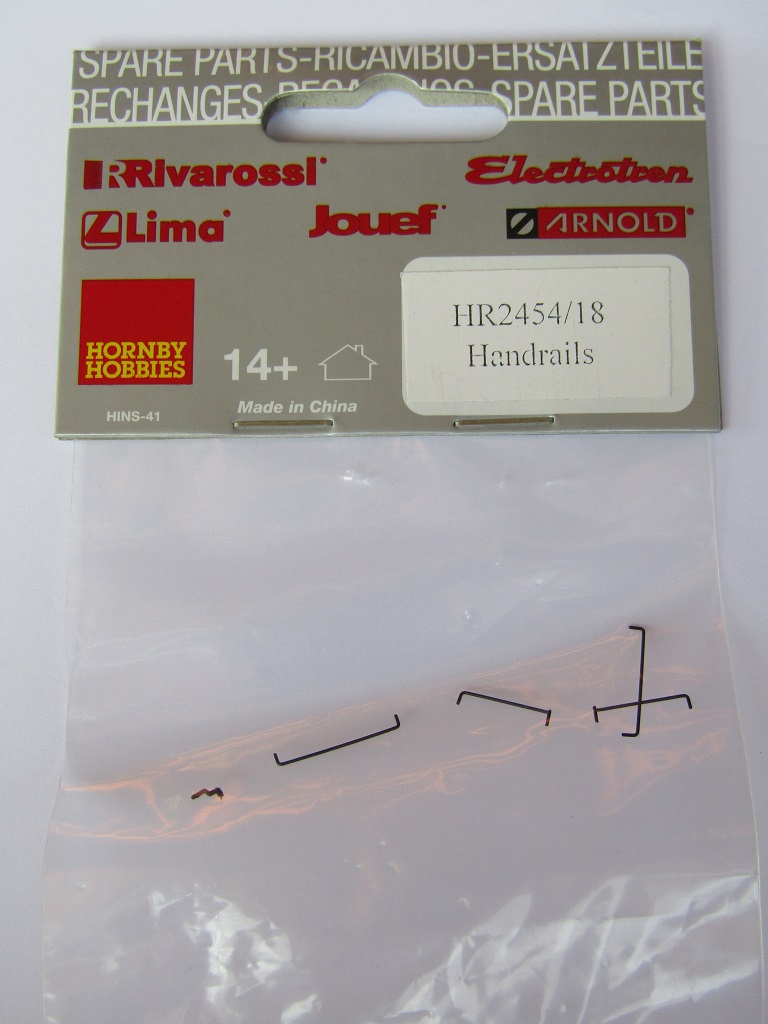 SPARE PARTS-RICAMBIO-ERSATZTEILE
RECHANGES SPARE PARTS
Rivarossi
Electrotren
Lima
Jouef
ARNOLD
HR2454/18
Handrails
HORNBY
HOBBIES
14+
HINS-41
Made in China